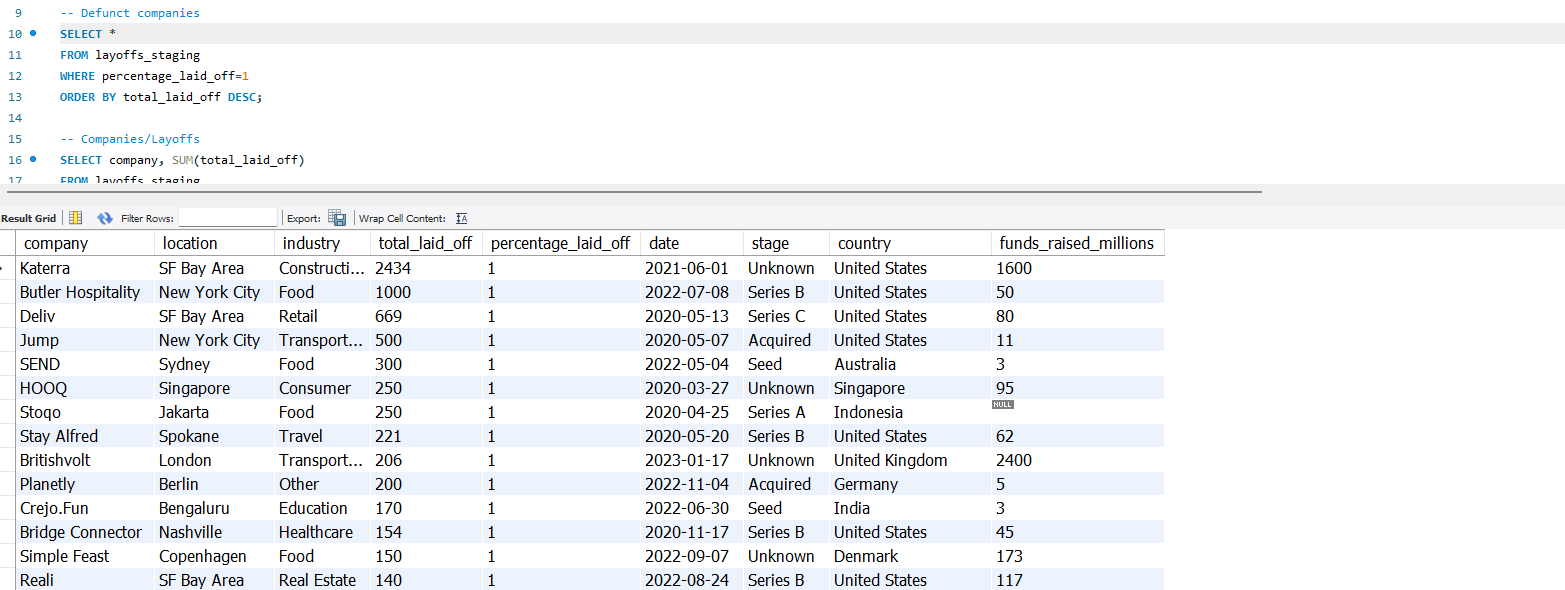 9 -- Defunct companies
10 SELECT *
11 FROM layoffs_staging
12 WHERE percentage_laid_off=1
13 ORDER BY total_laid_off DESC;
14
15 -- Companies/Layoffs
16 SELECT company, SUM(total_laid_off)
17 FROM layoffs_staging
Result Grid Filter Rows: Export: Wrap Cell Content: IA
company location industry total_laid_off percentage_laid_off date stage country funds_raised_millions
Katerra SF Bay Area Constructi... 2434 1 2021-06-01 Unknown United States 1600
Butler Hospitality New York City Food 1000 1 2022-07-08 Series B United States 50
Deliv SF Bay Area Retail 669 1 2020-05-13 Series C United States 80
Jump New York City Transport... 500 1 2020-05-07 Acquired United States 11
SEND Sydney Food 300 1 2022-05-04 Seed Australia 3
HOOQ Singapore Consumer 250 1 2020-03-27 Unknown Singapore 95
Stoqo Jakarta Food 250 1 2020-04-25 Series A Indonesia NULL
Stay Alfred Spokane Travel 221 1 2020-05-20 Series B United States 62
Britishvolt London Transport... 206 1 2023-01-17 Unknown United Kingdom 2400
Planetly Berlin Other 200 1 2022-11-04 Acquired Germany 5
Crejo.Fun Bengaluru Education 170 1 2022-06-30 Seed India 3
Bridge Connector Nashville Healthcare 154 1 2020-11-17 Series B United States 45
Simple Feast Copenhagen Food 150 1 2022-09-07 Unknown Denmark 173
Reali SF Bay Area Real Estate 140 1 2022-08-24 Series B United States 117